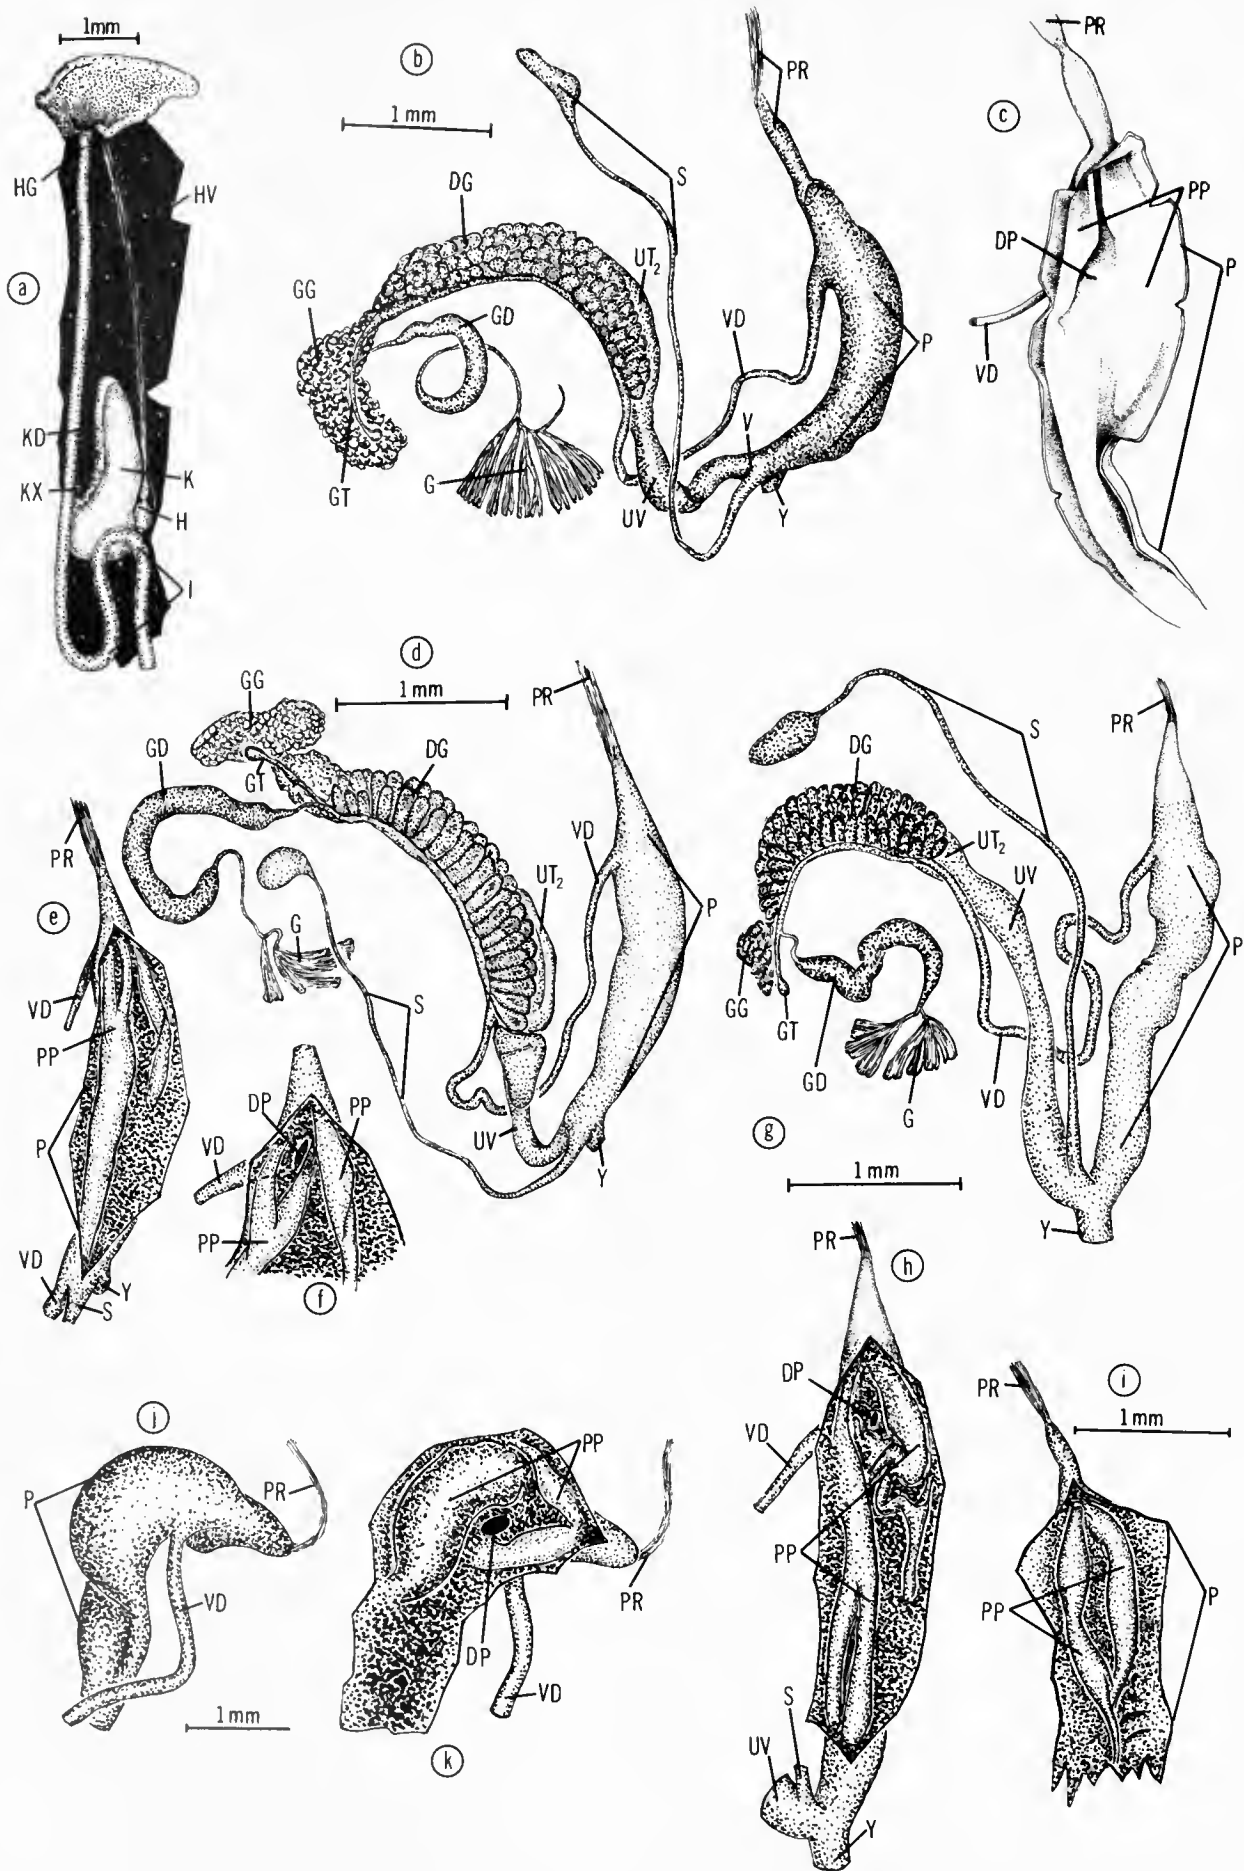 1mm
HG
HV
a
KD
KX
K
H
I
b
1 mm
PR
S
DG
UT2
GG
GD
VD
P
V
GT
G
UV
Y
PR
c
PP
DP
P
VD
d
GG
1 mm
PR
GD
DG
GT
VD
UT2
P
G
S
UV
Y
PR
e
VD
PP
P
VD
Y
S
DP
PP
VD
PP
f
S
PR
DG
UT2
UV
P
GG
GT
GD
G
VD
g
1 mm
Y
PR
h
DP
VD
PP
S
UV
Y
i
PR
1 mm
PP
P
j
P
PR
VD
1 mm
PP
DP
PR
VD
k